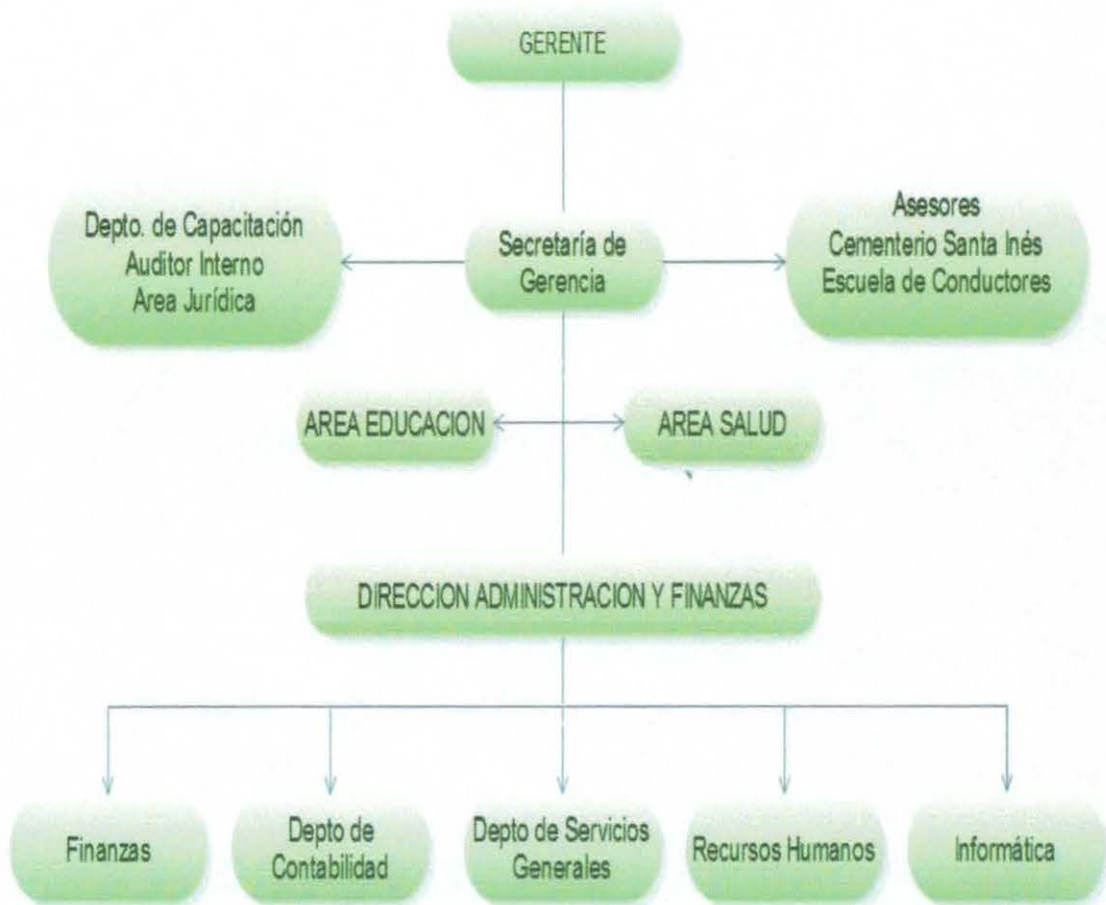 GERENTE
Depto. de Capacitación
Auditor Interno
Area Jurídica
Secretaría de
Gerencia
Asesores
Cementerio Santa Inés
Escuela de Conductores
AREA EDUCACION
AREA SALUD
DIRECCION ADMINISTRACION Y FINANZAS
Finanzas
Depto de
Contabilidad
Depto de Servicios
Generales
Recursos Humanos
Informática